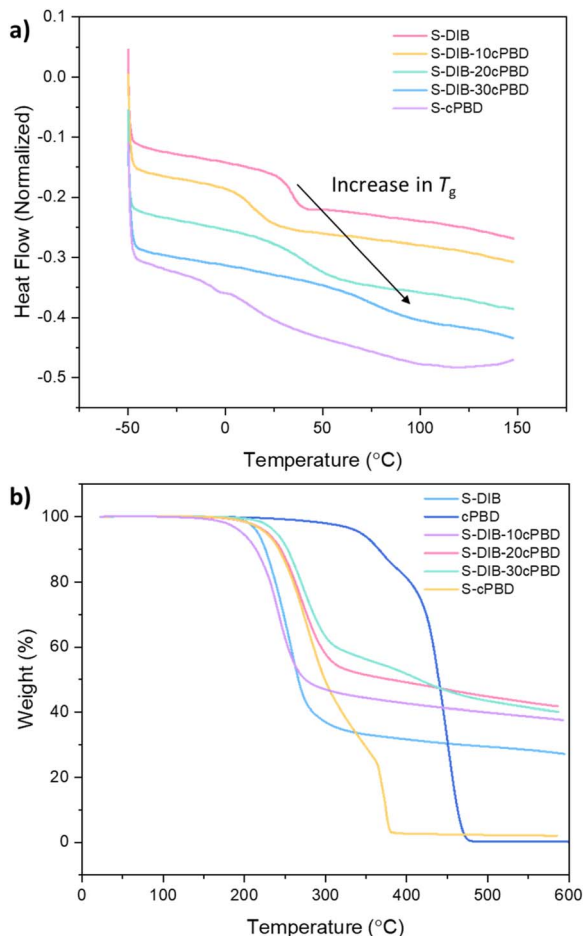 a)
S-DIB
S-DIB-10cPBD
S-DIB-20cPBD
S-DIB-30cPBD
S-cPBD
Increase in Tg
Heat Flow (Normalized)
0.1
0.0
-0.1
-0.2
-0.3
-0.4
-0.5
-50
0
50
100
150
Temperature (°C)
b)
S-DIB
cPBD
S-DIB-10cPBD
S-DIB-20cPBD
S-DIB-30cPBD
S-cPBD
Weight (%)
100
80
60
40
20
0
0
100
200
300
400
500
600
Temperature (°C)